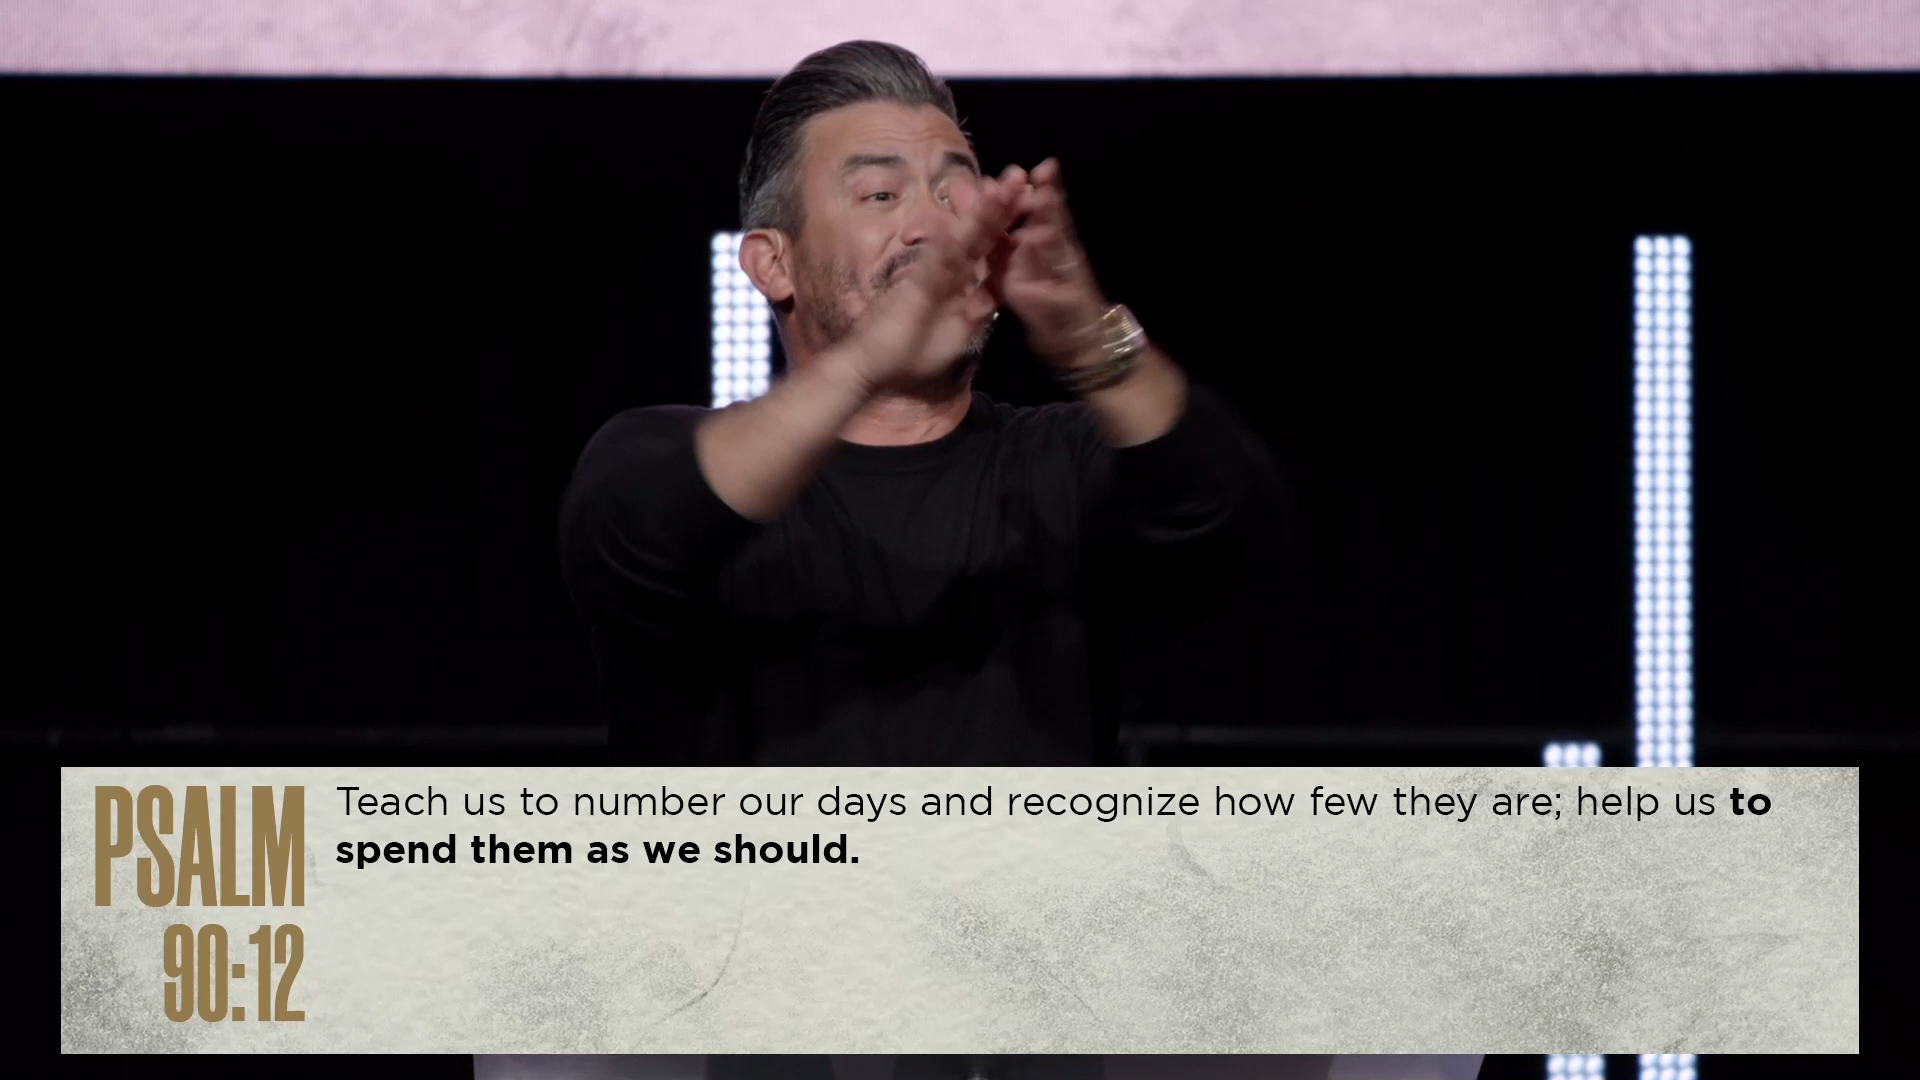 PSALM
90:12
Teach us to number our days and recognize how few they are; help us to
spend them as we should.